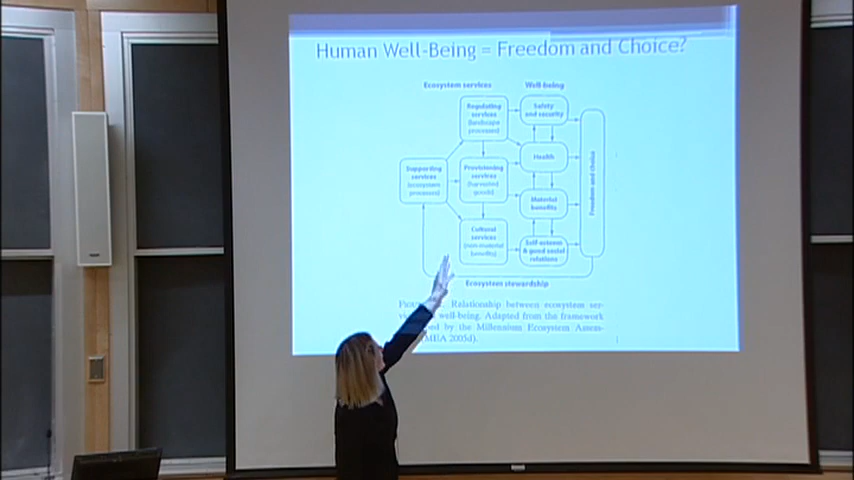 Human Well-Being = Freedom and Choice?
Ecosystem services
Well-being
Regulating
services
(landscape
processes)
Safety
and security
Supporting
services
(ecosystem
processes)
Provisioning
services
(harvested
goods)
Health
Material
benefits
Cultural
services
(non-material
benefits)
Self-esteem
& good social
relations
Freedom and choice
Ecosystem stewardship
Relationship between ecosystem ser-
well-being. Adapted from the framework
by the Millennium Ecosystem Assess-
(MEA 2005d).